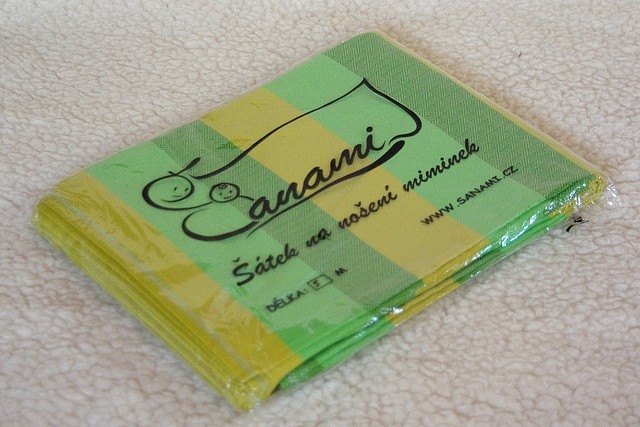 Sanami
Šátek na nošení miminek
WWW.SANAMI.CZ
DÉLKA: 5 M